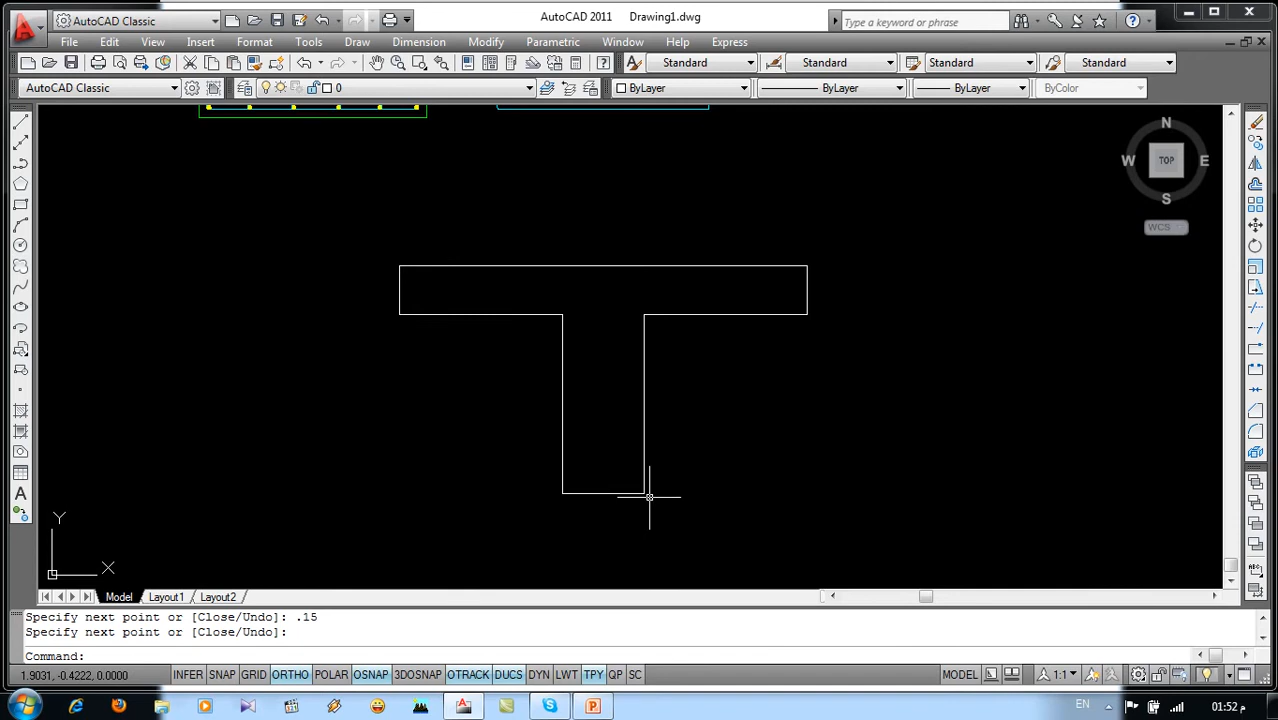 AutoCAD Classic
AutoCAD 2011 Drawing1.dwg
Type a keyword or phrase
File Edit View Insert Format Tools Draw Dimension Modify Parametric Window Help Express
Standard Standard Standard Standard
AutoCAD Classic 0 ByLayer ByLayer ByLayer ByColor
N
W TOP E
S
WCS
Y
X
Model Layout1 Layout2
Specify next point or [Close/Undo]: .15
Specify next point or [Close/Undo]:
Command:
1.9031, -0.4222, 0.0000 INFER SNAP GRID ORTHO POLAR OSNAP 3DOSNAP OTRACK DUCS DYN LWT TPY QP SC MODEL 1:1
EN 01:52 م